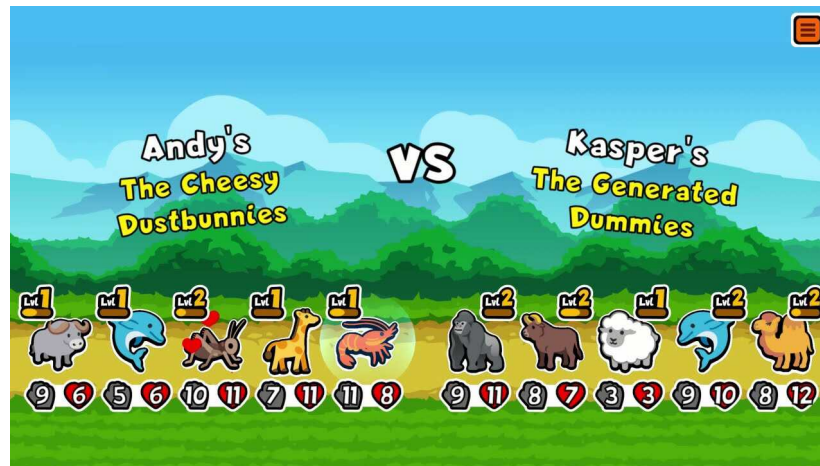 Andy's
The Cheesy
Dustbunnies
VS
Kasper's
The Generated
Dummies
Lvl1 Lvl1 Lvl2 Lvl1 Lvl1 Lvl2 Lvl2 Lvl1 Lvl2 Lvl2
9 6 5 6 10 11 7 11 11 8 9 11 8 7 3 3 9 10 8 12